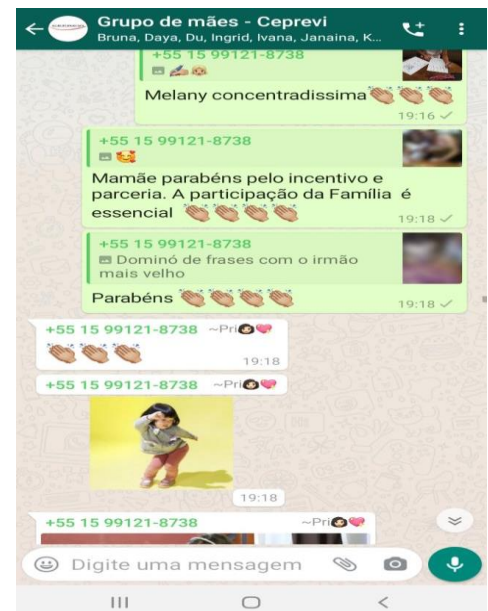 Grupo de mães - Ceprevi
Bruna, Daya, Du, Ingrid, Ivana, Janaina, K...
+55 15 99121-8738
Melany concentradissima
19:16
+55 15 99121-8738
Mamãe parabéns pelo incentivo e
parceria. A participação da Família é
essencial
19:18
+55 15 99121-8738
Dominó de frases com o irmão
mais velho
Parabéns
19:18
+55 15 99121-8738 ~Pri
19:18
+55 15 99121-8738 ~Pri
19:18
+55 15 99121-8738 ~Pri
Digite uma mensagem